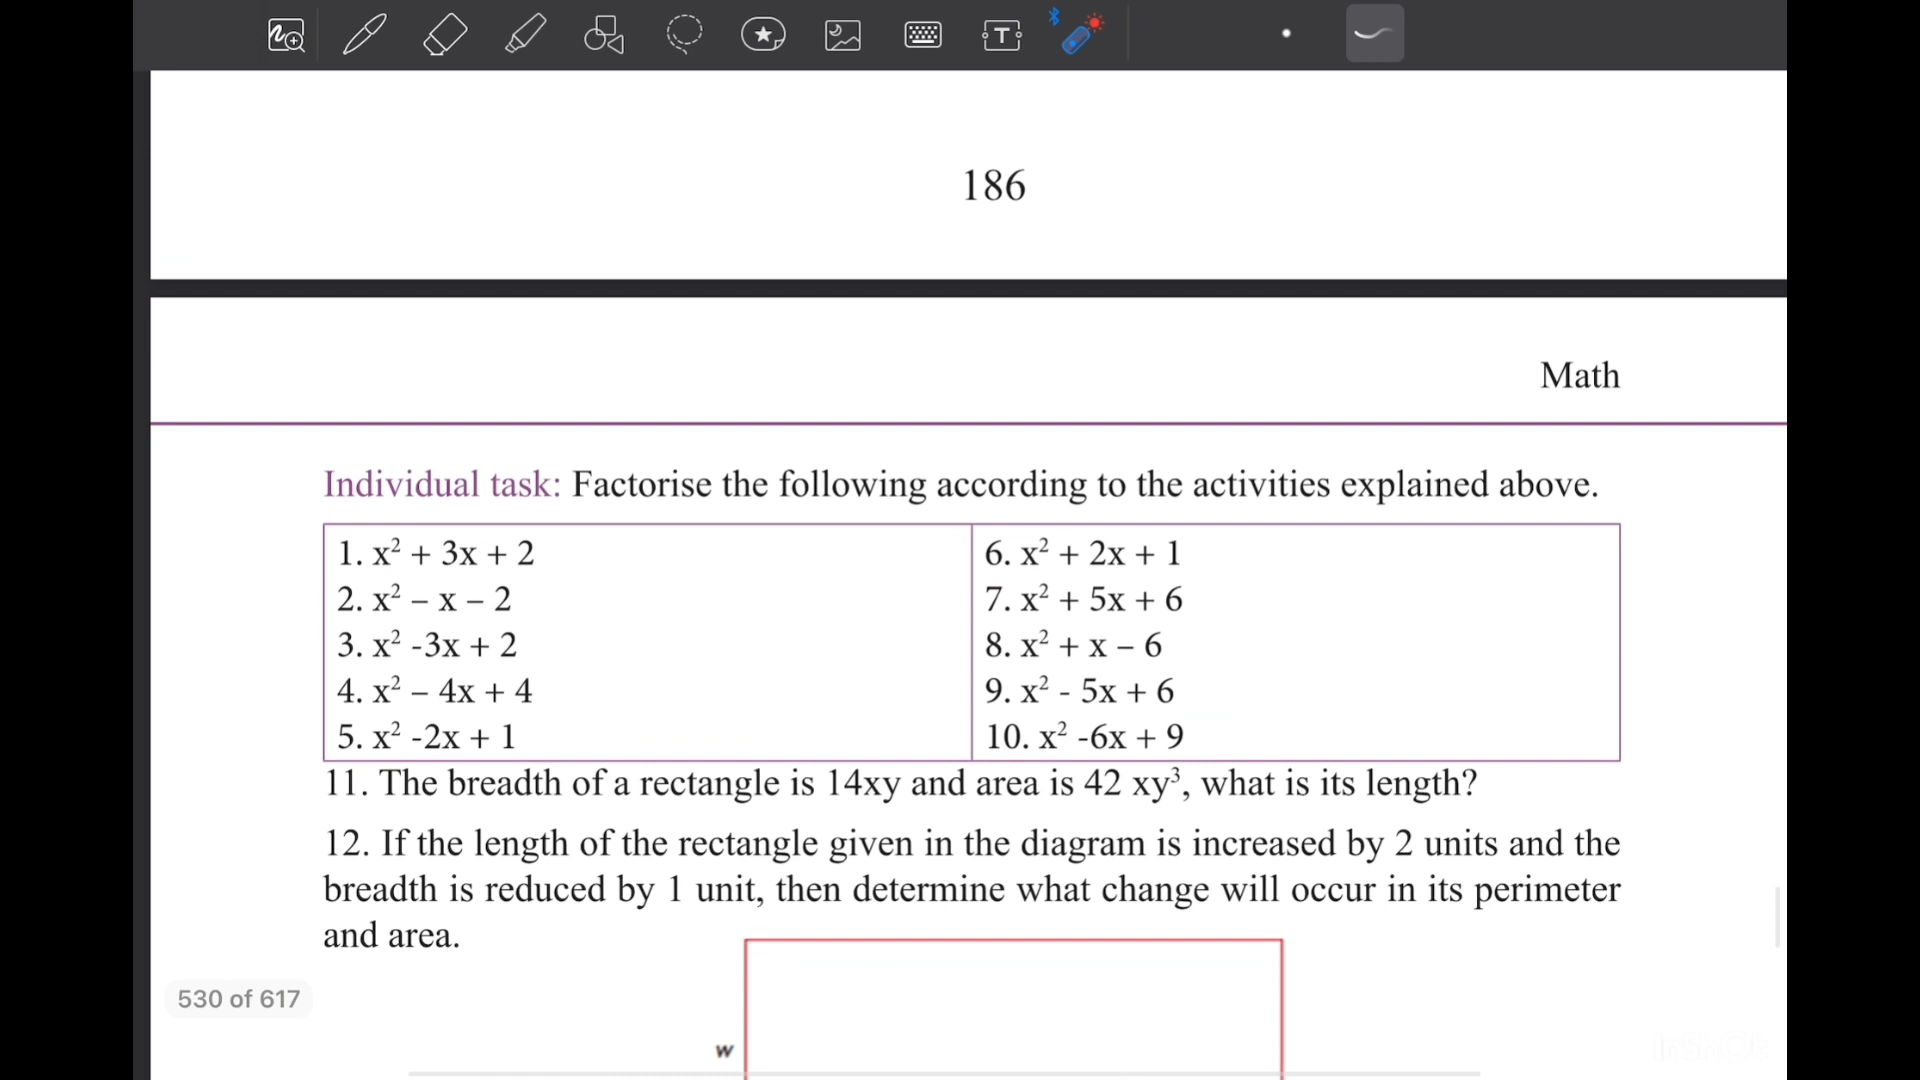 186
Math
Individual task: Factorise the following according to the activities explained above.
1. x² + 3x + 2
2. x² – x – 2
3. x² -3x + 2
4. x² – 4x + 4
5. x² -2x + 1
6. x² + 2x + 1
7. x² + 5x + 6
8. x² + x – 6
9. x² - 5x + 6
10. x² -6x + 9
11. The breadth of a rectangle is 14xy and area is 42 xy³, what is its length?
12. If the length of the rectangle given in the diagram is increased by 2 units and the
breadth is reduced by 1 unit, then determine what change will occur in its perimeter
and area.
530 of 617
w